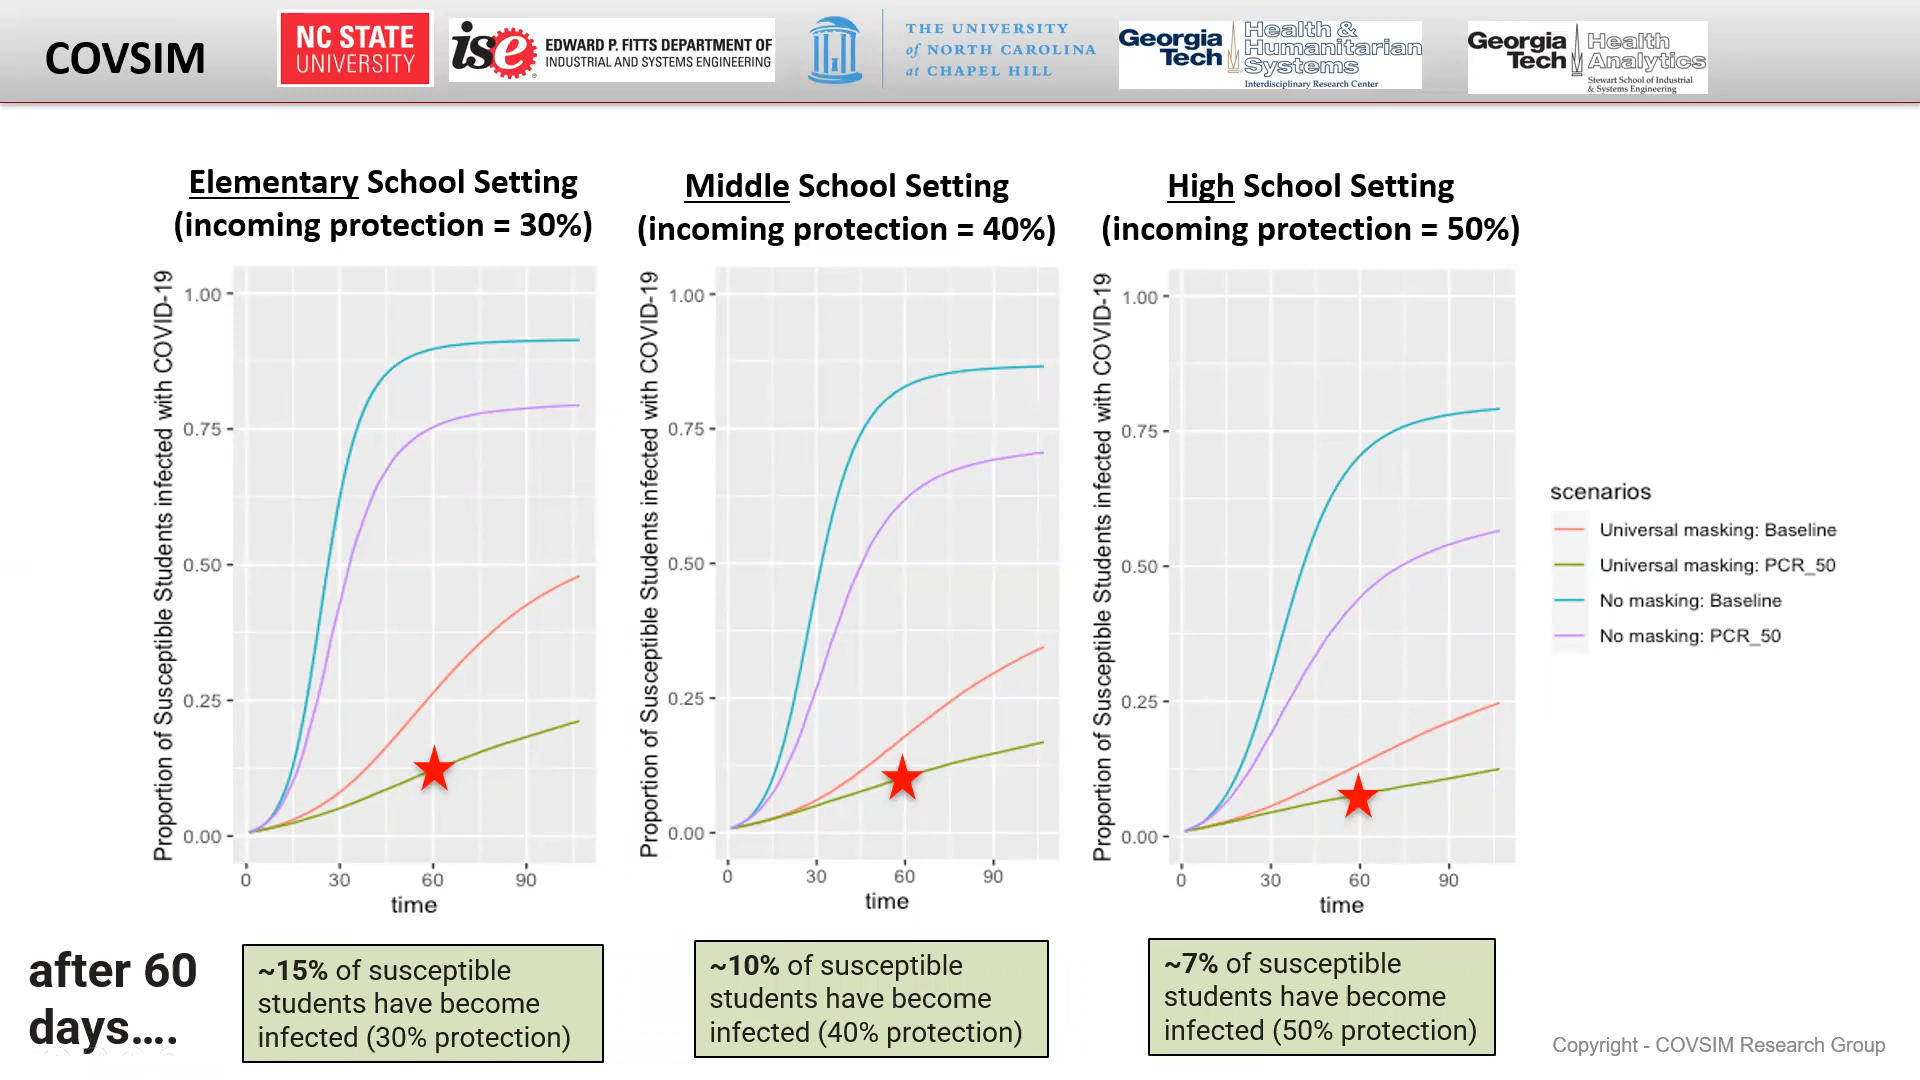 COVSIM
NC STATE
UNIVERSITY
ise
EDWARD P. FITTS DEPARTMENT OF
INDUSTRIAL AND SYSTEMS ENGINEERING
THE UNIVERSITY
of NORTH CAROLINA
at CHAPEL HILL
Georgia
Tech
Health &
Humanitarian
Systems
Interdisciplinary Research Center
Georgia
Tech
Health
Analytics
Stewart School of Industrial
& Systems Engineering
Elementary School Setting
(incoming protection = 30%)
Proportion of Susceptible Students infected with COVID-19
1.00
0.75
0.50
0.25
0.00
0 30 60 90
time
Middle School Setting
(incoming protection = 40%)
Proportion of Susceptible Students infected with COVID-19
1.00
0.75
0.50
0.25
0.00
0 30 60 90
time
High School Setting
(incoming protection = 50%)
Proportion of Susceptible Students infected with COVID-19
1.00
0.75
0.50
0.25
0.00
0 30 60 90
time
scenarios
Universal masking: Baseline
Universal masking: PCR_50
No masking: Baseline
No masking: PCR_50
after 60
days....
~15% of susceptible
students have become
infected (30% protection)
~10% of susceptible
students have become
infected (40% protection)
~7% of susceptible
students have become
infected (50% protection)
Copyright - COVSIM Research Group